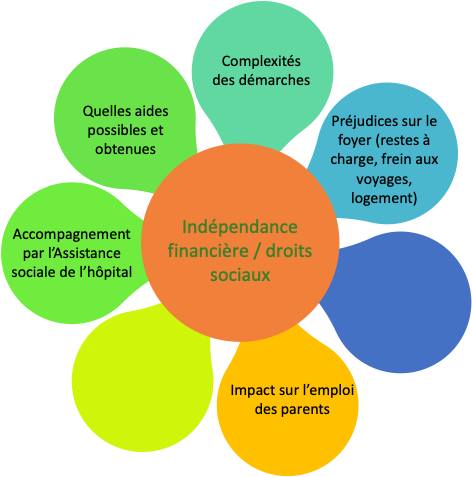 Complexités
des démarches
Préjudices sur le
foyer (restes à
charge, frein aux
voyages,
logement)
Quelles aides
possibles et
obtenues
Indépendance
financière / droits
sociaux
Accompagnement
par l'Assistance
sociale de l'hôpital
Impact sur l'emploi
des parents